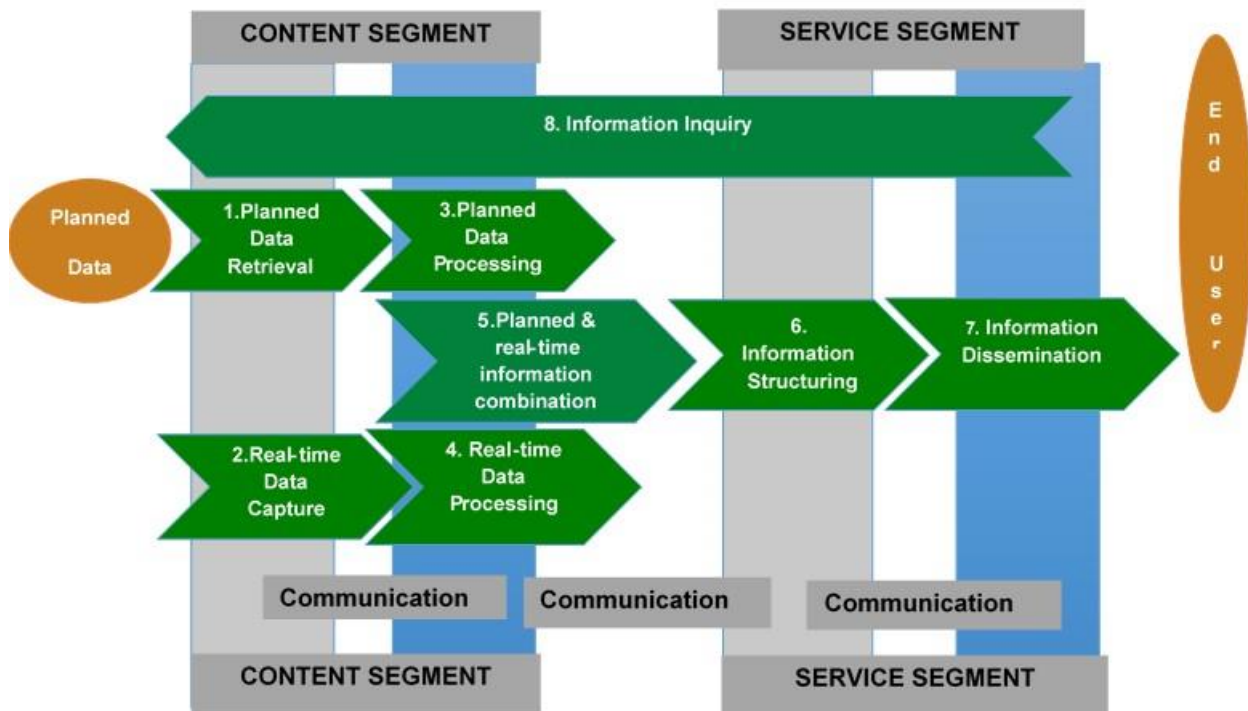 CONTENT SEGMENT
SERVICE SEGMENT
8. Information Inquiry
End
User
Planned
Data
1.Planned
Data
Retrieval
3.Planned
Data
Processing
5.Planned &
real-time
information
combination
6.
Information
Structuring
7. Information
Dissemination
2.Real-time
Data
Capture
4. Real-time
Data
Processing
Communication
Communication
Communication
CONTENT SEGMENT
SERVICE SEGMENT